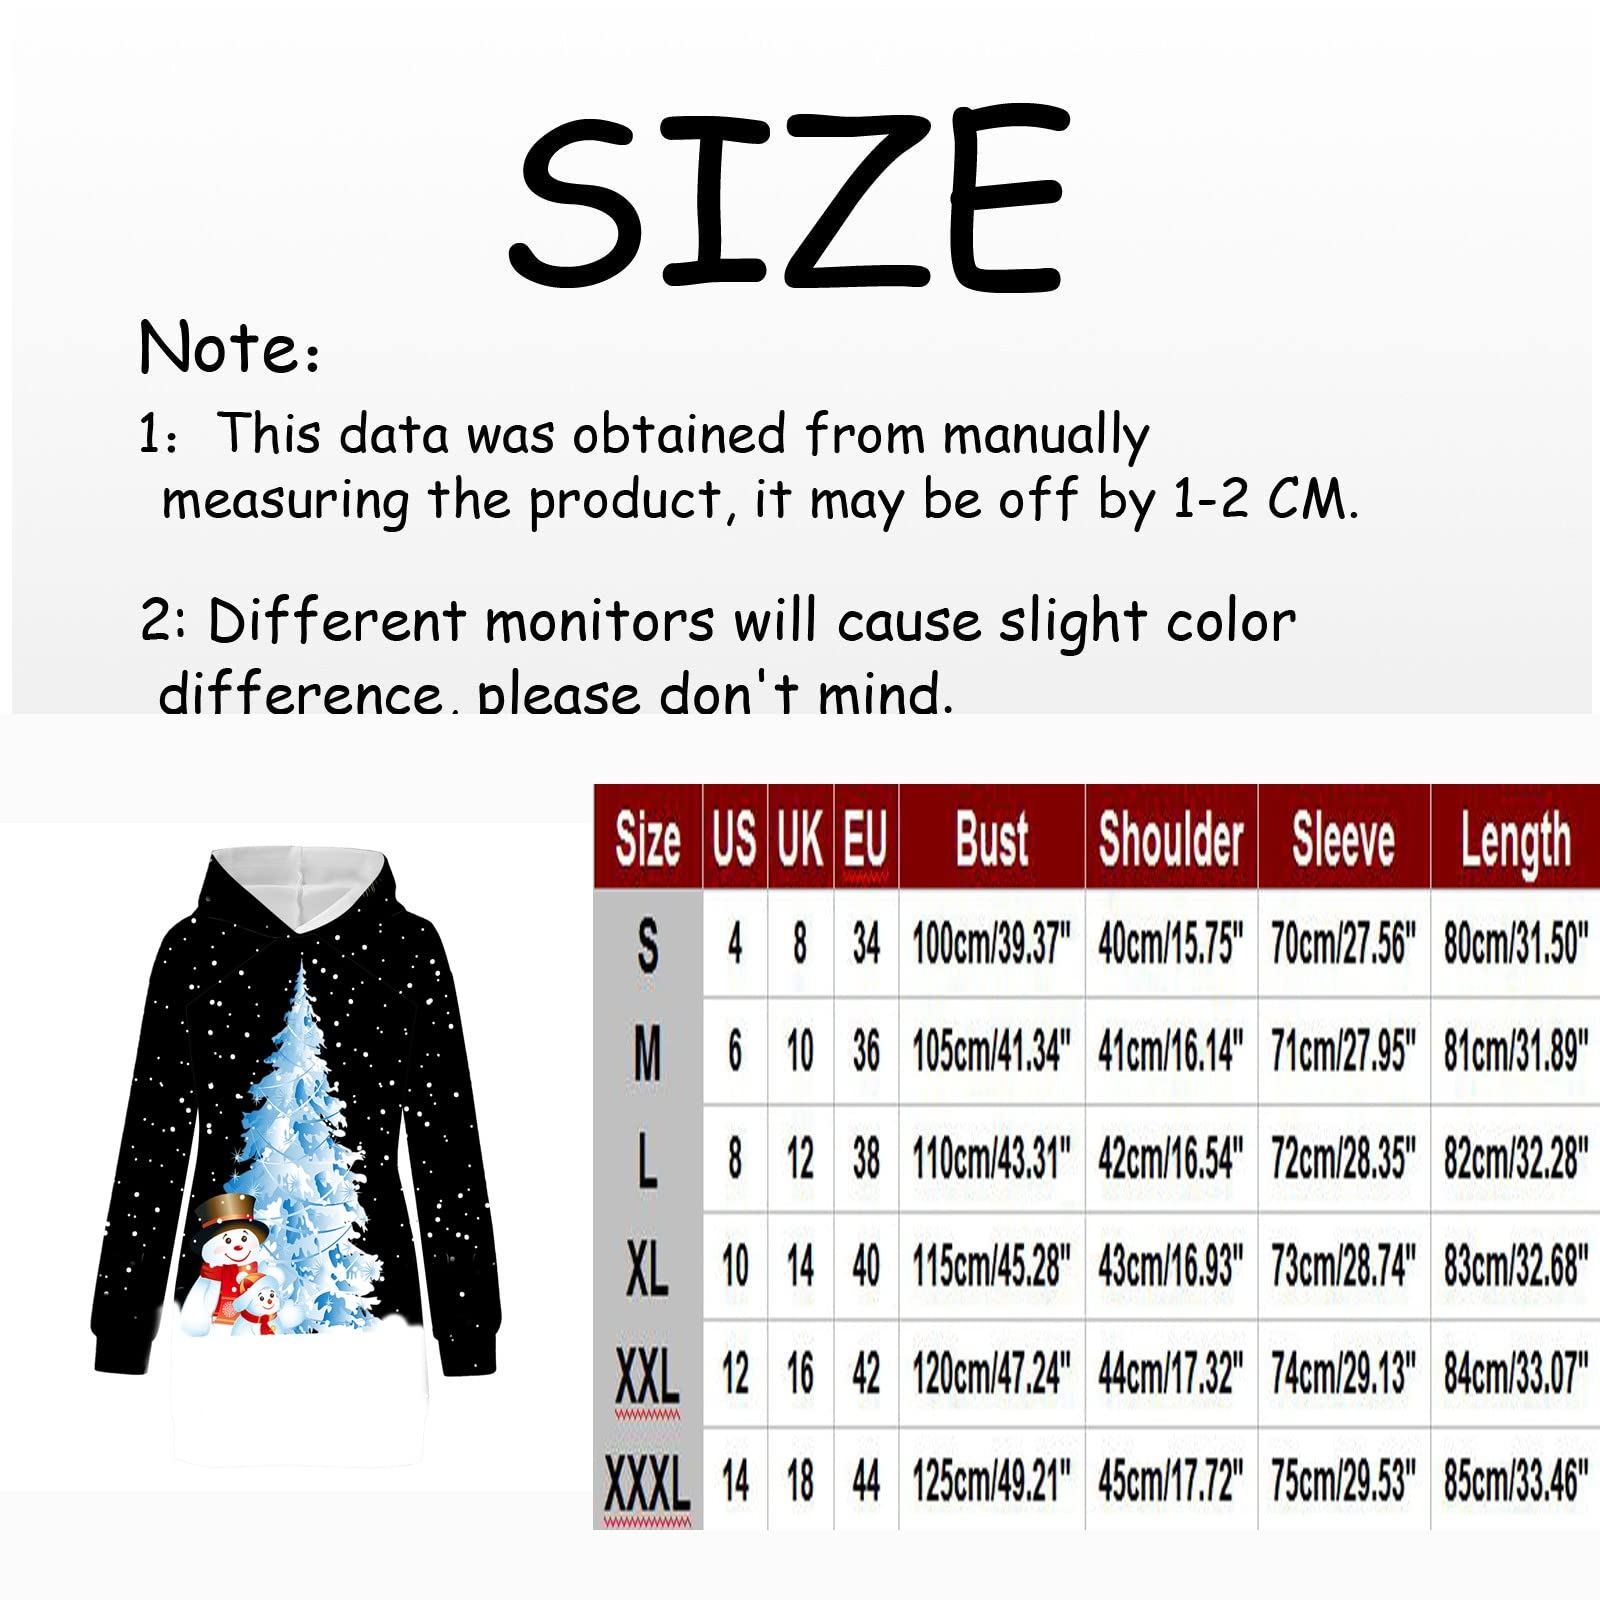 SIZE
Note:
1: This data was obtained from manually
measuring the product, it may be off by 1-2 CM.
2: Different monitors will cause slight color
difference, please don't mind.
Size US UK EU Bust Shoulder Sleeve Length
S 4 8 34 100cm/39.37" 40cm/15.75" 70cm/27.56" 80cm/31.50"
M 6 10 36 105cm/41.34" 41cm/16.14" 71cm/27.95" 81cm/31.89"
L 8 12 38 110cm/43.31" 42cm/16.54" 72cm/28.35" 82cm/32.28"
XL 10 14 40 115cm/45.28" 43cm/16.93" 73cm/28.74" 83cm/32.68"
XXL 12 16 42 120cm/47.24" 44cm/17.32" 74cm/29.13" 84cm/33.07"
XXXL 14 18 44 125cm/49.21" 45cm/17.72" 75cm/29.53" 85cm/33.46"